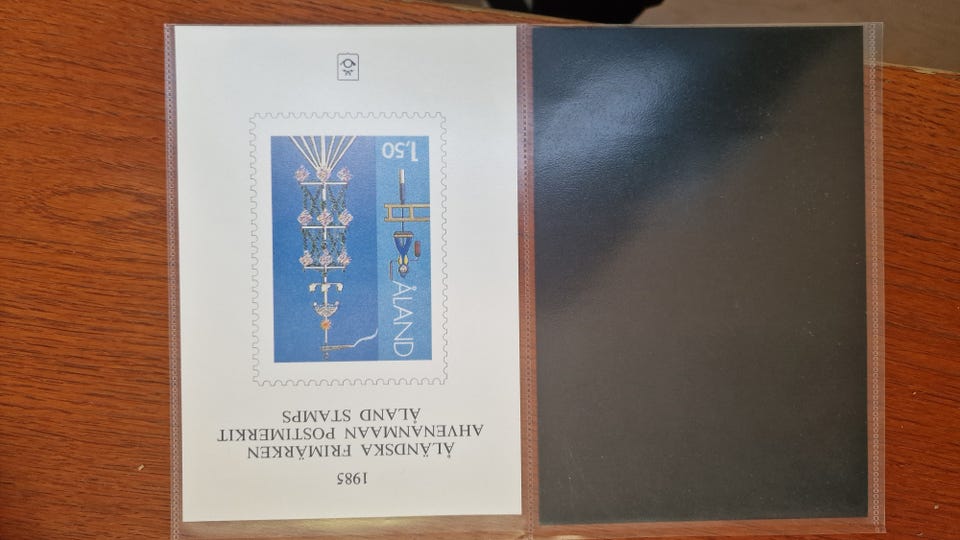 1985
ÅLÄNDSKA FRIMÄRKEN
AHVENANMAAN POSTIMERKIT
ÅLAND STAMPS
ÅLAND
1,50